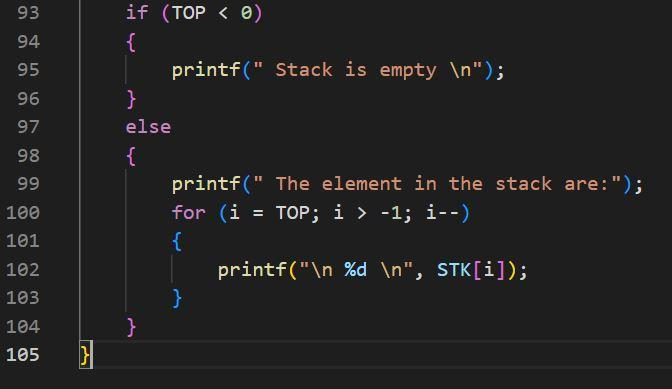 93 if (TOP < 0)
94 {
95 printf(" Stack is empty \n");
96 }
97 else
98 {
99 printf(" The element in the stack are:");
100 for (i = TOP; i > -1; i--)
101 {
102 printf("\n %d \n", STK[i]);
103 }
104 }
105 }